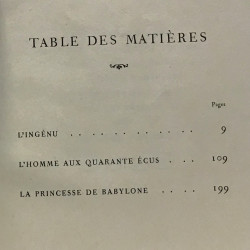 TABLE DES MATIÈRES
Pages
L'INGÉNU . . . . . . . . . . 9
L'HOMME AUX QUARANTE ÉCUS . . . 109
LA PRINCESSE DE BABYLONE . . . . 199